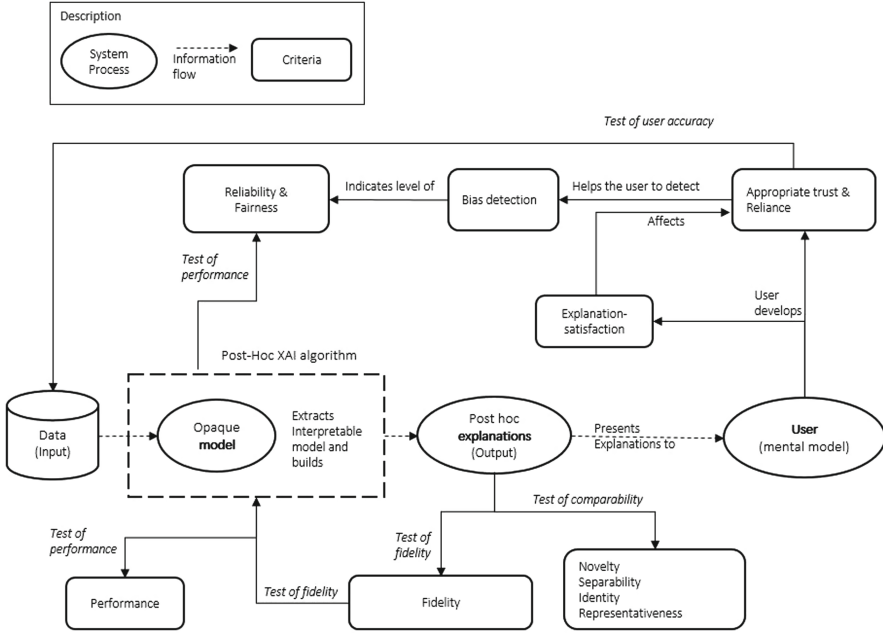 Description
System
Process
Information
flow
Criteria
Test of user accuracy
Reliability &
Fairness
Indicates level of
Bias detection
Helps the user to detect
Appropriate trust &
Reliance
Affects
Test of
performance
Explanation-
satisfaction
User
develops
Post-Hoc XAI algorithm
Data
(Input)
Opaque
model
Extracts
Interpretable
model and
builds
Post hoc
explanations
(Output)
Presents
Explanations to
User
(mental model)
Test of
performance
Test of
fidelity
Test of comparability
Performance
Test of fidelity
Fidelity
Novelty
Separability
Identity
Representativeness